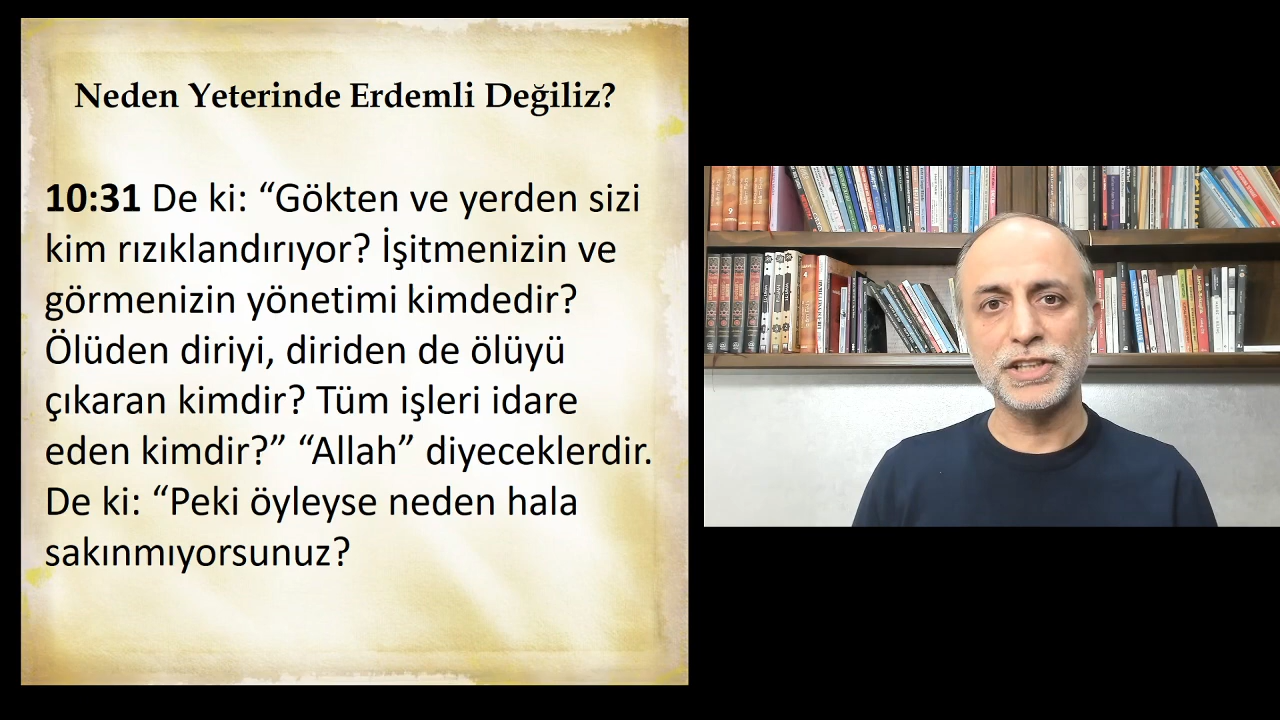 Neden Yeterinde Erdemli Değiliz?
10:31 De ki: “Gökten ve yerden sizi
kim rızıklandırıyor? İşitmenizin ve
görmenizin yönetimi kimdedir?
Ölüden diriyi, diriden de ölüyü
çıkaran kimdir? Tüm işleri idare
eden kimdir?” “Allah” diyeceklerdir.
De ki: “Peki öyleyse neden hala
sakınmıyorsunuz?